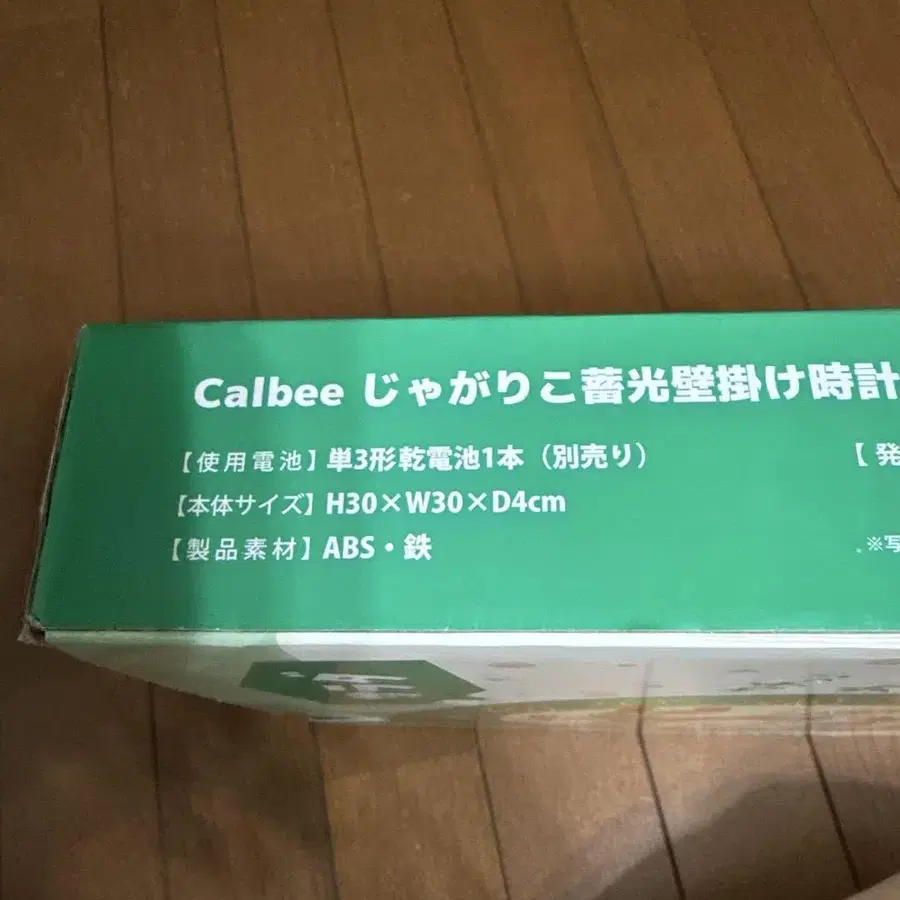 Calbee じゃがりこ蓄光壁掛け時計
【使用電池】単3形乾電池1本（別売り）
【本体サイズ】H30×W30×D4cm
【製品素材】ABS・鉄
【発
※写